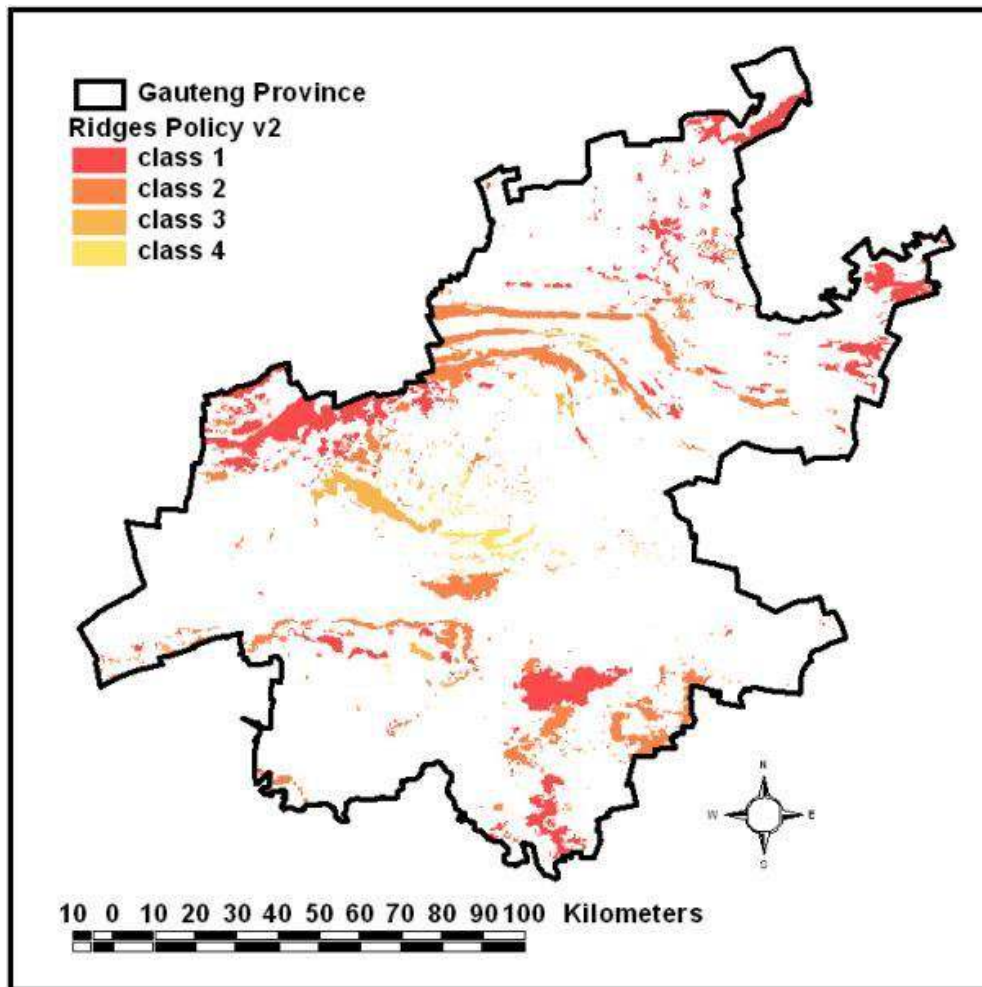 Gauteng Province
Ridges Policy v2
class 1
class 2
class 3
class 4
N
W E
S
10 0 10 20 30 40 50 60 70 80 90 100 Kilometers